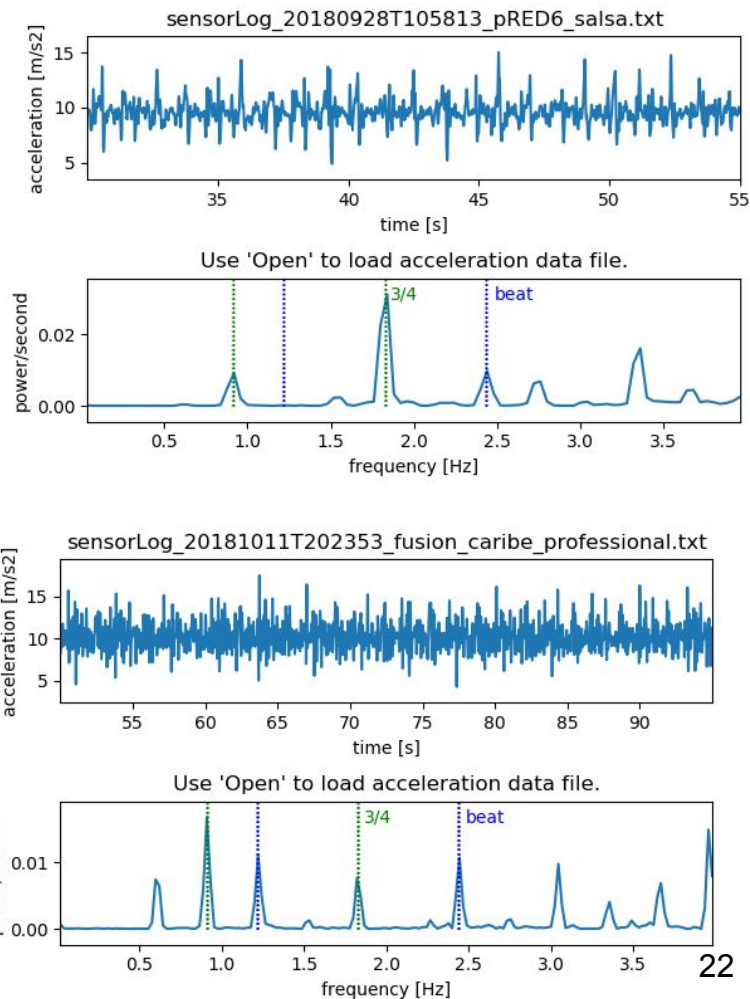 sensorLog_20180928T105813_pRED6_salsa.txt
acceleration [m/s2]
15
10
5
35 40 45 50 55
time [s]
Use 'Open' to load acceleration data file.
power/second
0.02
0.00
3/4 beat
0.5 1.0 1.5 2.0 2.5 3.0 3.5
frequency [Hz]
sensorLog_20181011T202353_fusion_caribe_professional.txt
acceleration [m/s2]
15
10
5
55 60 65 70 75 80 85 90
time [s]
Use 'Open' to load acceleration data file.
0.01
0.00
3/4 beat
0.5 1.0 1.5 2.0 2.5 3.0 3.5
frequency [Hz]
22